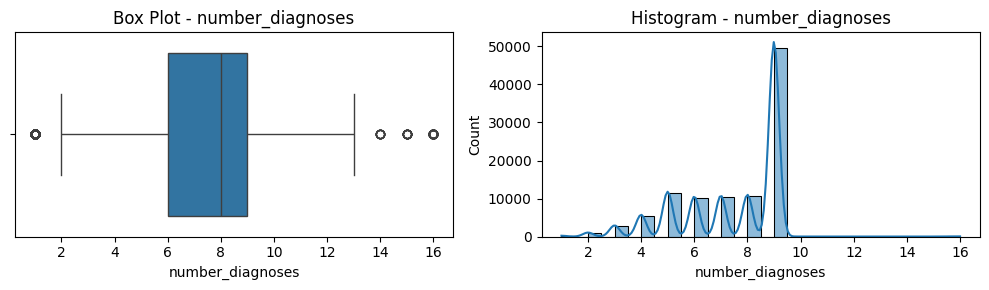 Box Plot - number_diagnoses
2 4 6 8 10 12 14 16
number_diagnoses
Histogram - number_diagnoses
50000
40000
30000
20000
10000
0
Count
2 4 6 8 10 12 14 16
number_diagnoses